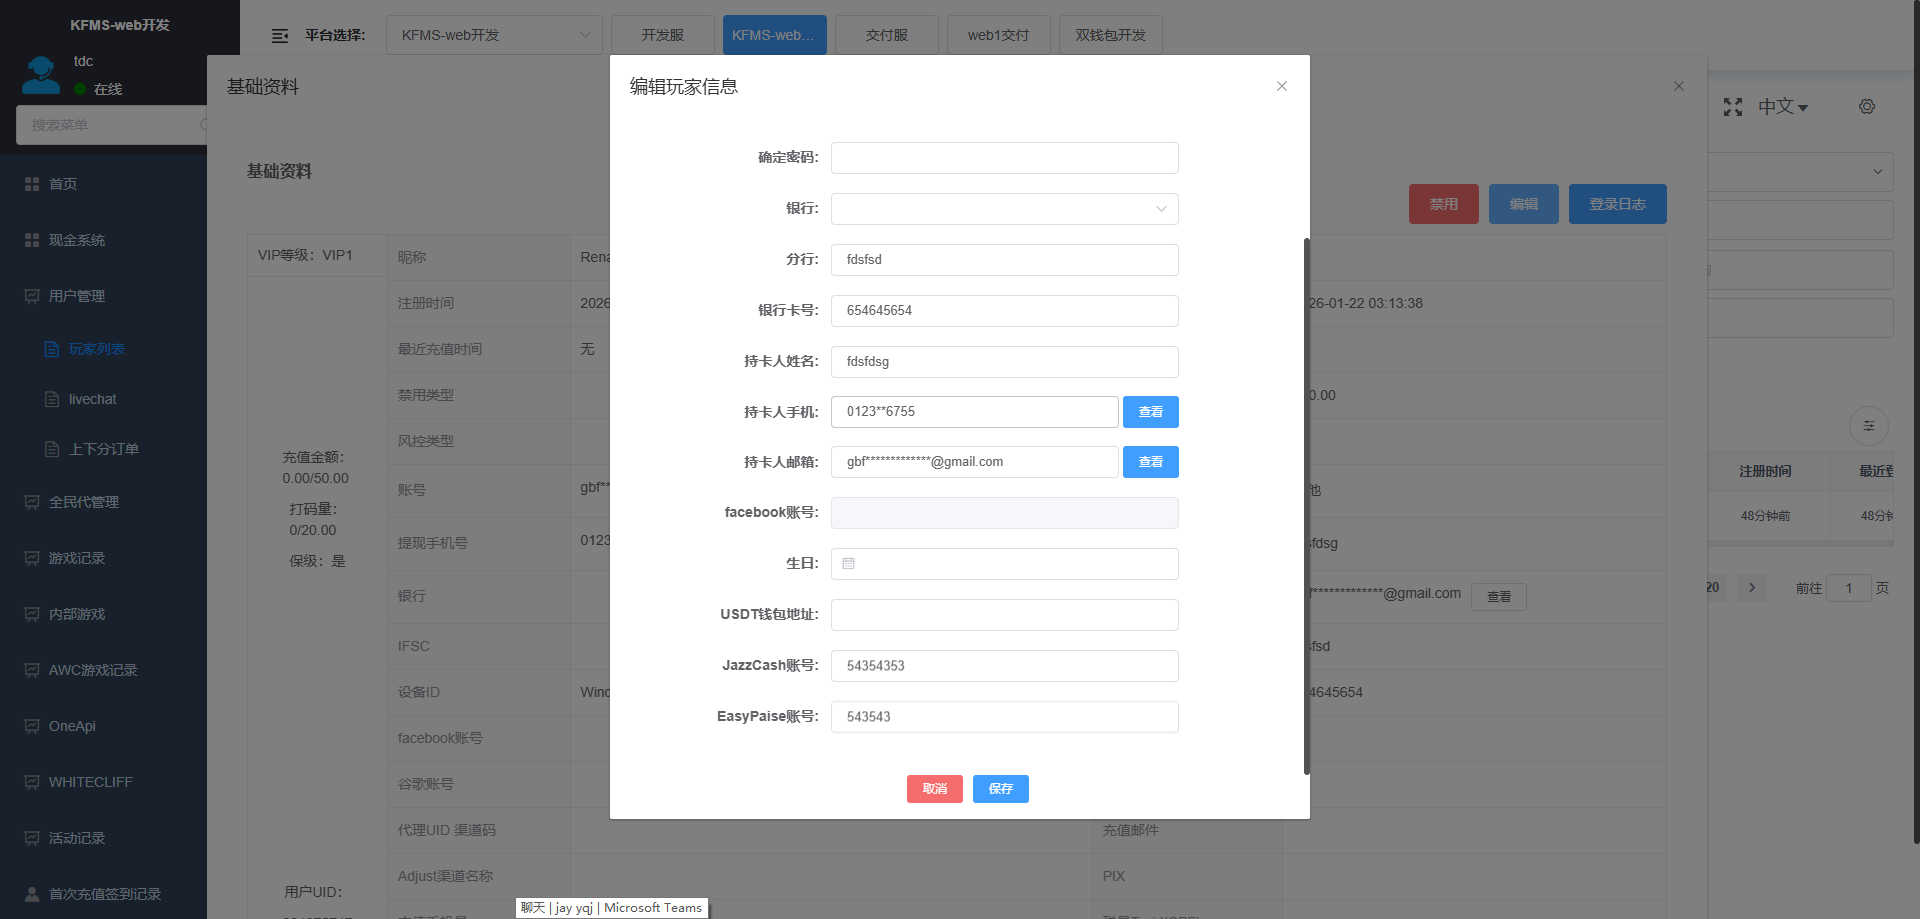 KFMS-web开发
tdc
在线
搜索菜单
首页
现金系统
用户管理
玩家列表
livechat
上下分订单
全民代管理
游戏记录
内部游戏
AWC游戏记录
OneApi
WHITECLIFF
活动记录
首次充值签到记录
平台选择:
KFMS-web开发
开发服
KFMS-web...
交付服
web1交付
双钱包开发
中文
基础资料
基础资料
禁用
编辑
登录日志
VIP等级：VIP1
充值金额：
0.00/50.00
打码量：
0/20.00
保级：是
用户UID：
昵称
Rena
注册时间
2026
26-01-22 03:13:38
最近充值时间
无
禁用类型
0.00
风控类型
账号
gbf**
他
提现手机号
0123
sfdsg
银行
f*************@gmail.com
查看
IFSC
sfsd
设备ID
Wind
4645654
facebook账号
谷歌账号
代理UID 渠道码
充值邮件
Adjust渠道名称
PIX
编辑玩家信息
确定密码:
银行:
分行:
fdsfsd
银行卡号:
654645654
持卡人姓名:
fdsfdsg
持卡人手机:
0123**6755
查看
持卡人邮箱:
gbf*************@gmail.com
查看
facebook账号:
生日:
USDT钱包地址:
JazzCash账号:
54354353
EasyPaise账号:
543543
取消
保存
注册时间
最近登
48分钟前
48分钟
20
前往
1
页
聊天 | jay yqj | Microsoft Teams